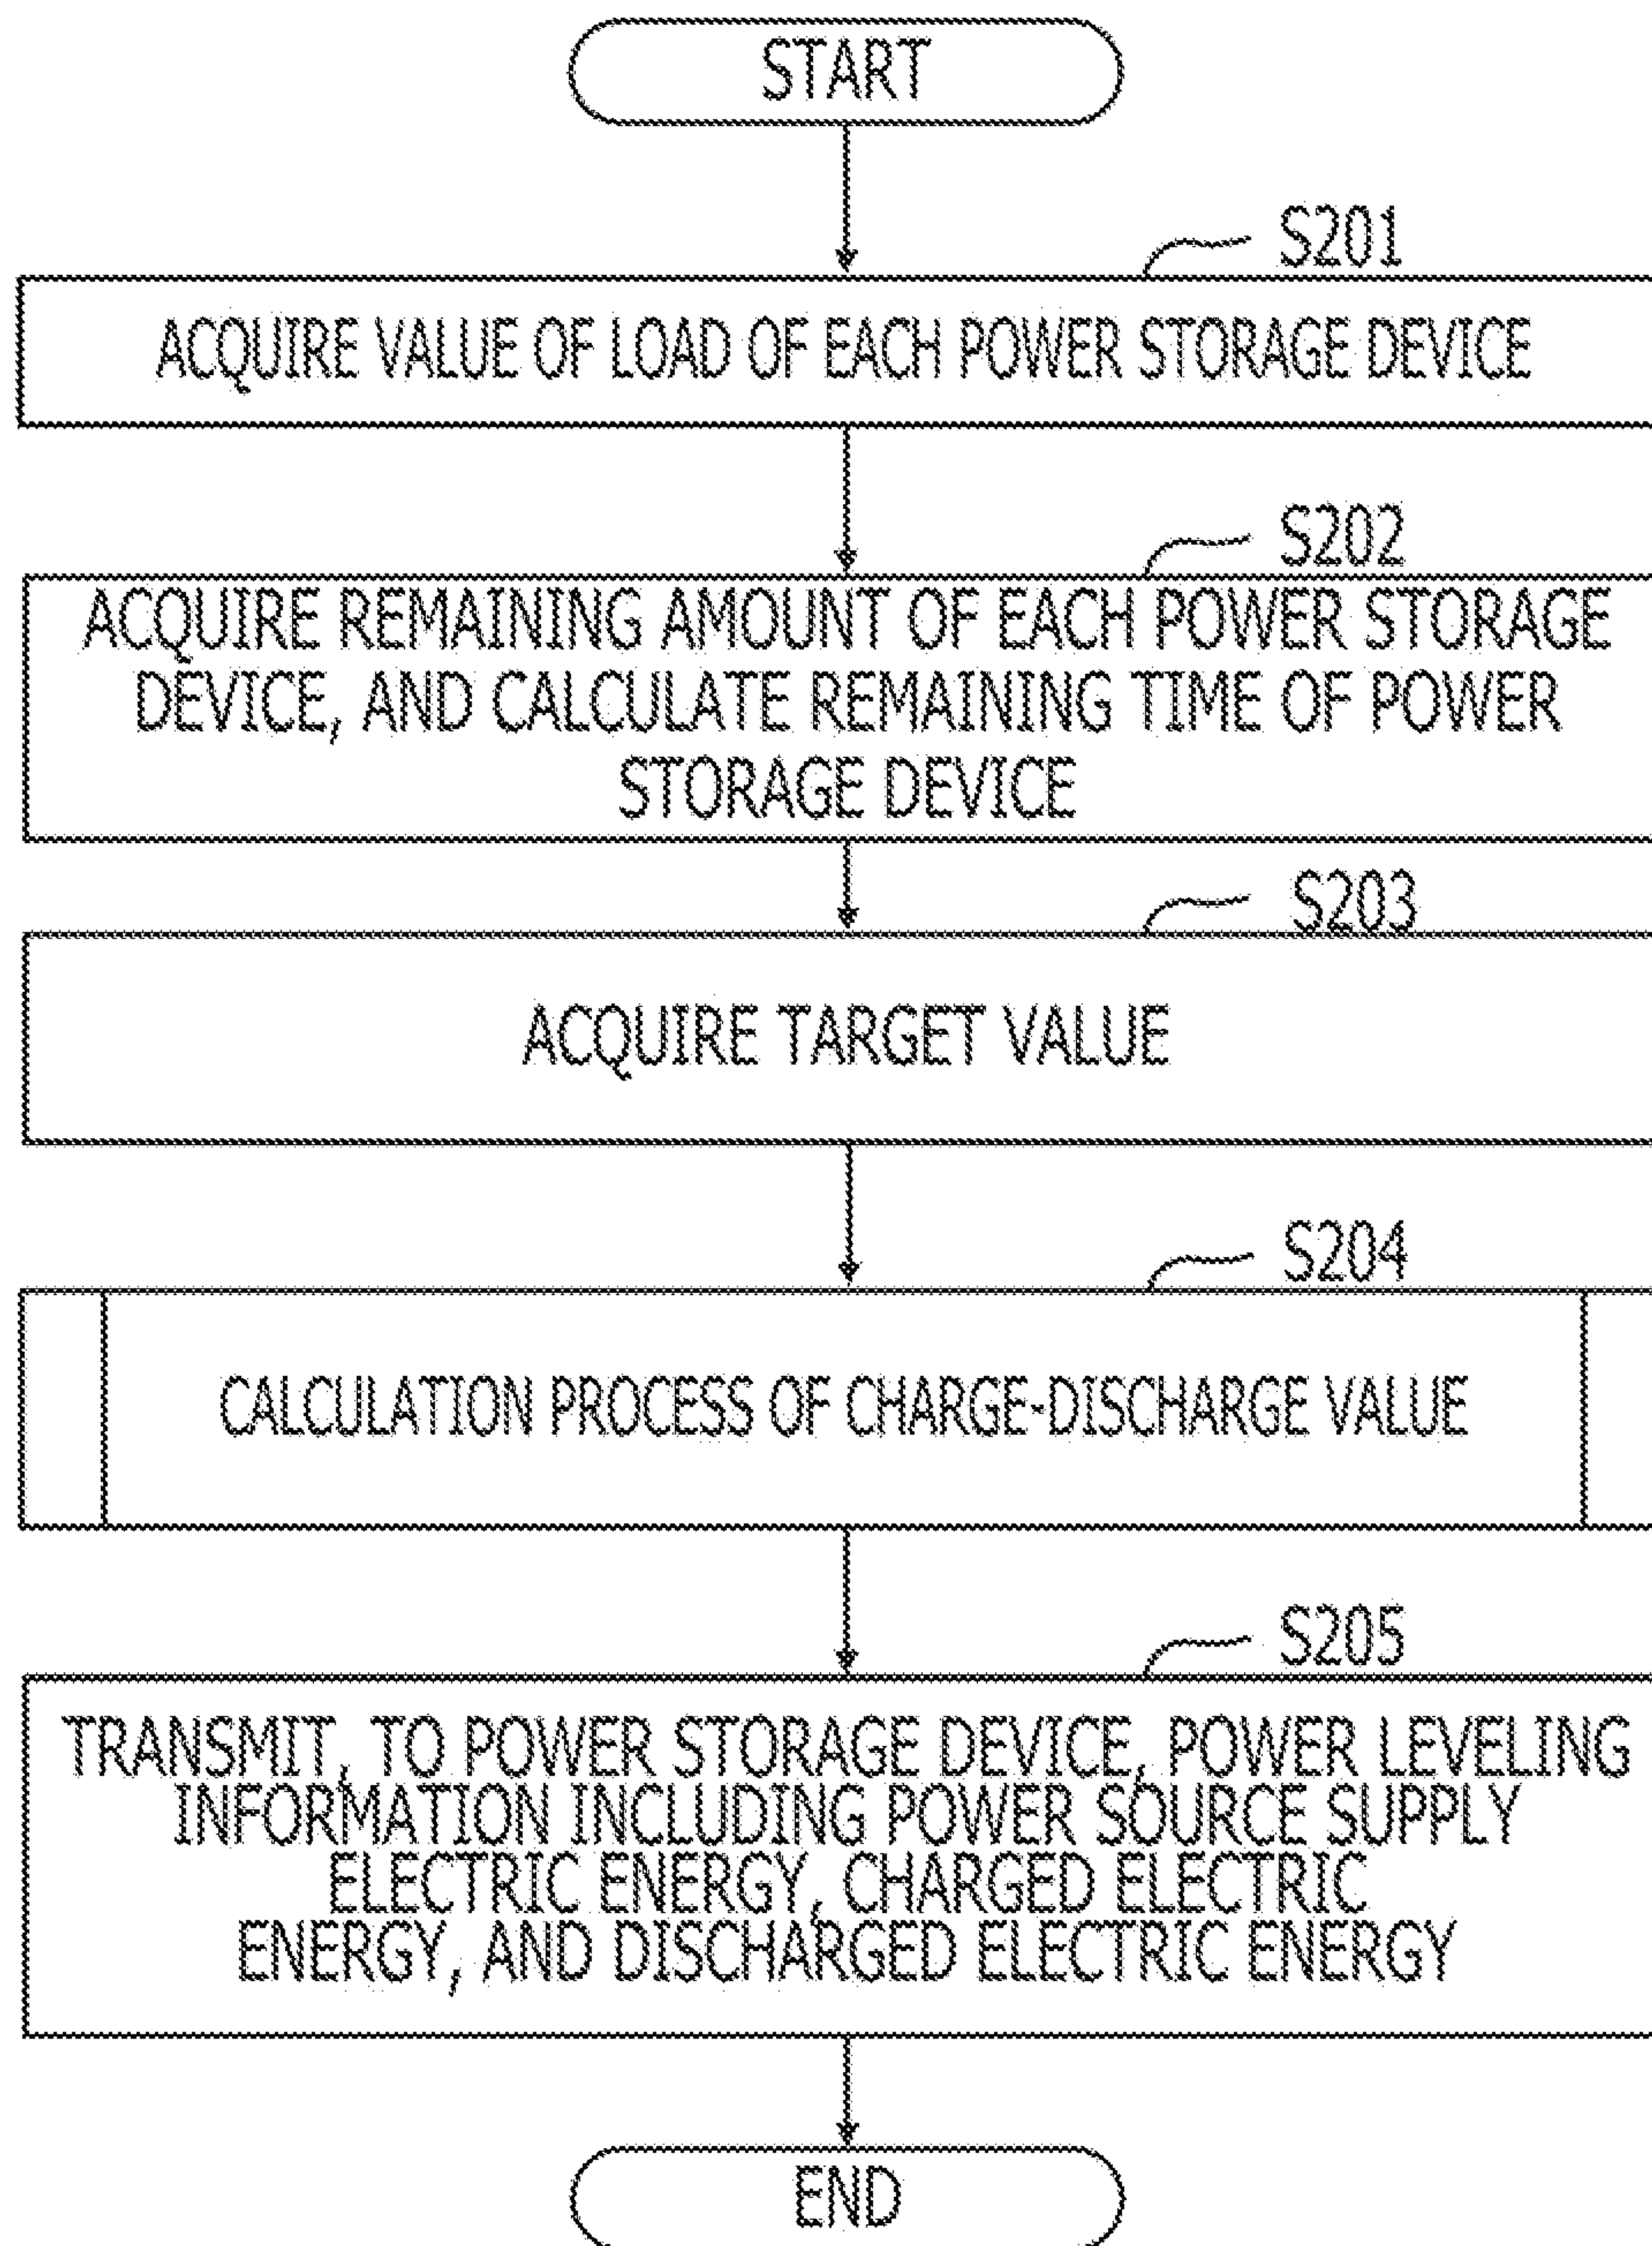 START
S201
ACQUIRE VALUE OF LOAD OF EACH POWER STORAGE DEVICE
S202
ACQUIRE REMAINING AMOUNT OF EACH POWER STORAGE
DEVICE, AND CALCULATE REMAINING TIME OF POWER
STORAGE DEVICE
S203
ACQUIRE TARGET VALUE
S204
CALCULATION PROCESS OF CHARGE-DISCHARGE VALUE
S205
TRANSMIT, TO POWER STORAGE DEVICE, POWER LEVELING
INFORMATION INCLUDING POWER SOURCE SUPPLY
ELECTRIC ENERGY, CHARGED ELECTRIC
ENERGY, AND DISCHARGED ELECTRIC ENERGY
END